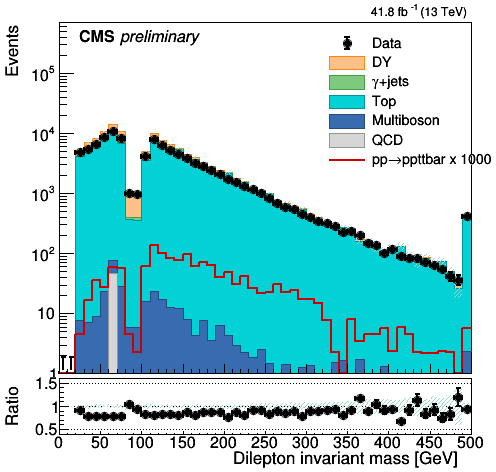 41.8 fb⁻¹ (13 TeV)
CMS preliminary
Events
Data
DY
γ+jets
Top
Multiboson
QCD
pp→ppttbar x 1000
10⁵
10⁴
10³
10²
10
1
Ratio
1.5
1
0.5
0 50 100 150 200 250 300 350 400 450 500
Dilepton invariant mass [GeV]